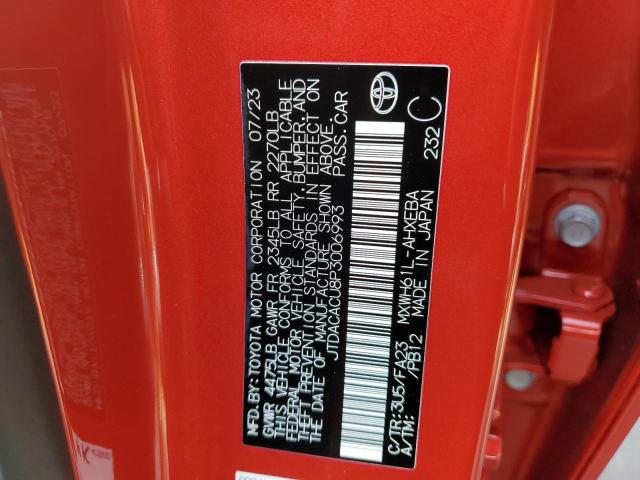 MFD.BY:TOYOTA MOTOR CORPORATION 07/23
GVWR 4475LB GAWR FR 2345LB RR 2270LB
THIS VEHICLE CONFORMS TO ALL APPLICABLE
FEDERAL MOTOR VEHICLE SAFETY, BUMPER, AND
THEFT PREVENTION STANDARDS IN EFFECT ON
THE DATE OF MANUFACTURE SHOWN ABOVE.
JTDACACU8P3006993 PASS.CAR
C/TR:3U5/FA23 MXWH61L-AHXEBA
A/TM: /PB12 MADE IN JAPAN 232 C